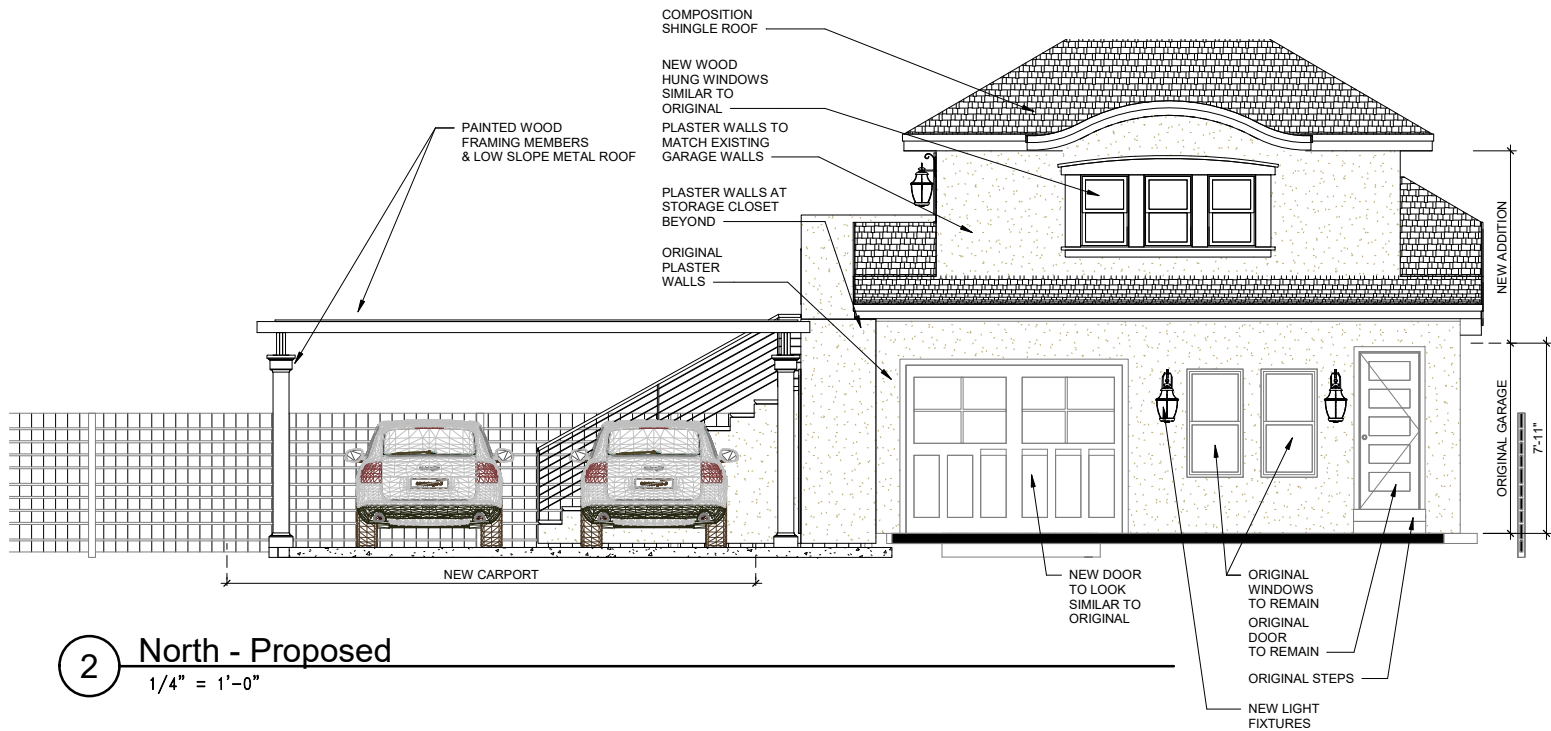 COMPOSITION
SHINGLE ROOF
NEW WOOD
HUNG WINDOWS
SIMILAR TO
ORIGINAL
PLASTER WALLS TO
MATCH EXISTING
GARAGE WALLS
PLASTER WALLS AT
STORAGE CLOSET
BEYOND
ORIGINAL
PLASTER
WALLS
PAINTED WOOD
FRAMING MEMBERS
& LOW SLOPE METAL ROOF
NEW ADDITION
ORIGINAL GARAGE
7'-11"
NEW CARPORT
NEW DOOR
TO LOOK
SIMILAR TO
ORIGINAL
ORIGINAL
WINDOWS
TO REMAIN
ORIGINAL
DOOR
TO REMAIN
ORIGINAL STEPS
NEW LIGHT
FIXTURES
2
North - Proposed
1/4" = 1'-0"